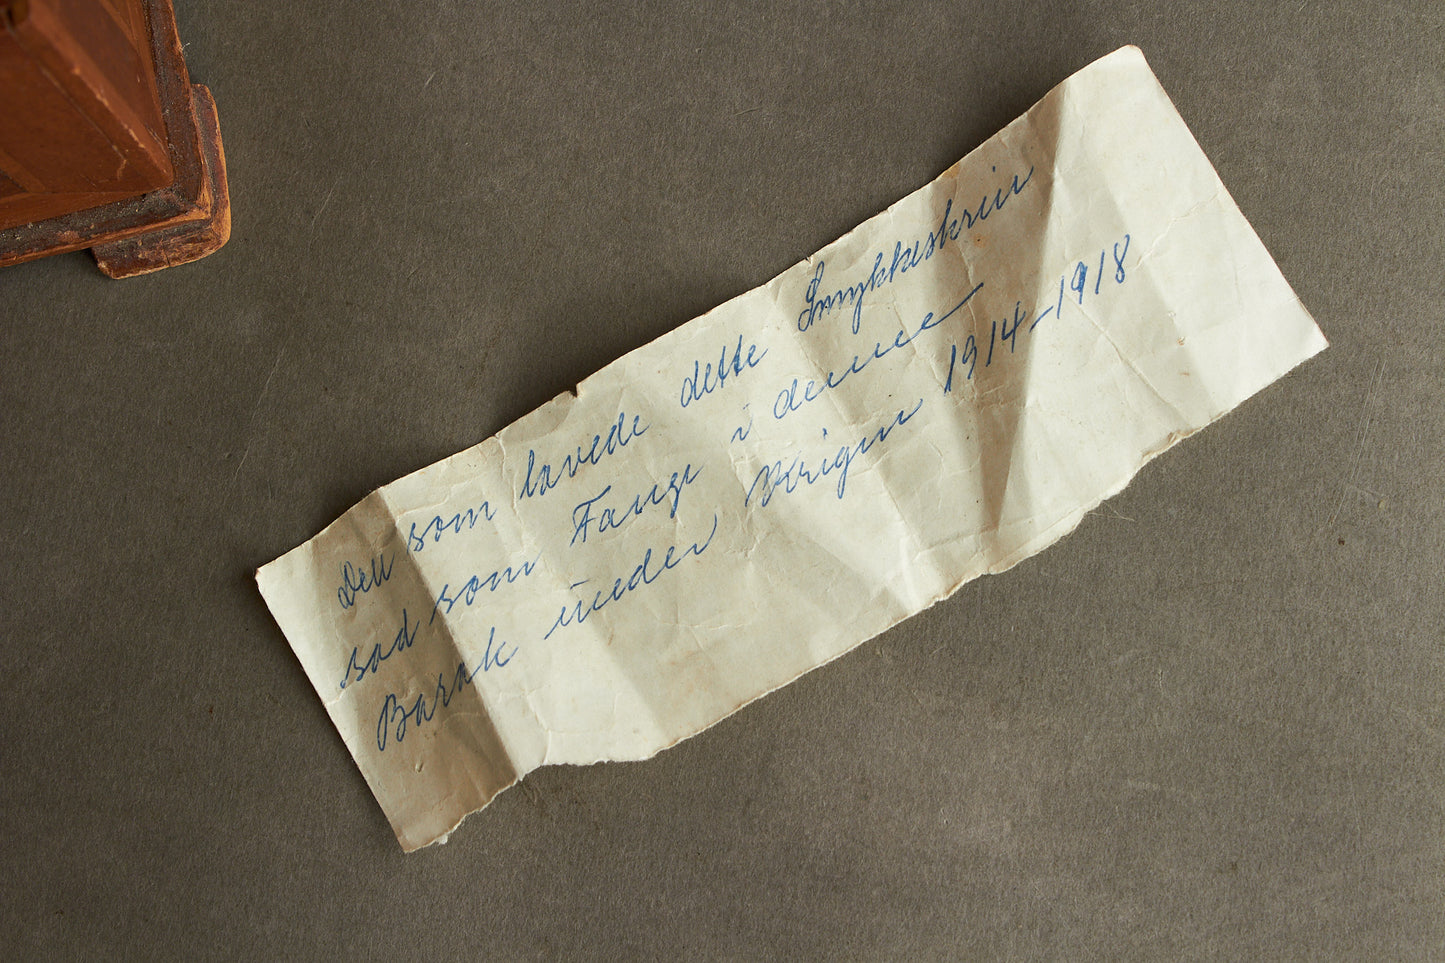 Den som lavede dette Smykkeskrin
sad som Fange i denne
Barak under Krigen 1914-1918